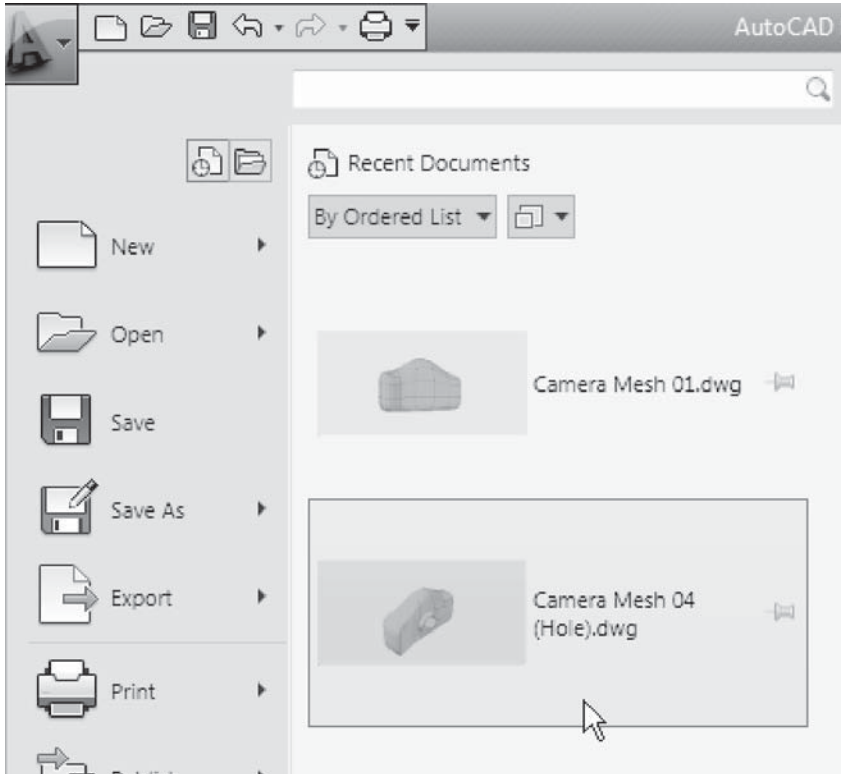 AutoCAD
Recent Documents
By Ordered List
New
Open
Camera Mesh 01.dwg
Save
Save As
Export
Camera Mesh 04
(Hole).dwg
Print